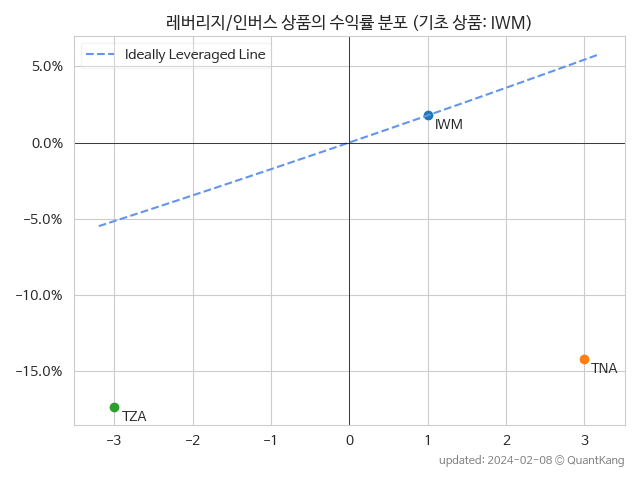 레버리지/인버스 상품의 수익률 분포 (기초 상품: IWM)
Ideally Leveraged Line
5.0%
IWM
0.0%
−5.0%
−10.0%
−15.0%
TNA
TZA
−3 −2 −1 0 1 2 3
updated: 2024-02-08 © QuantKang